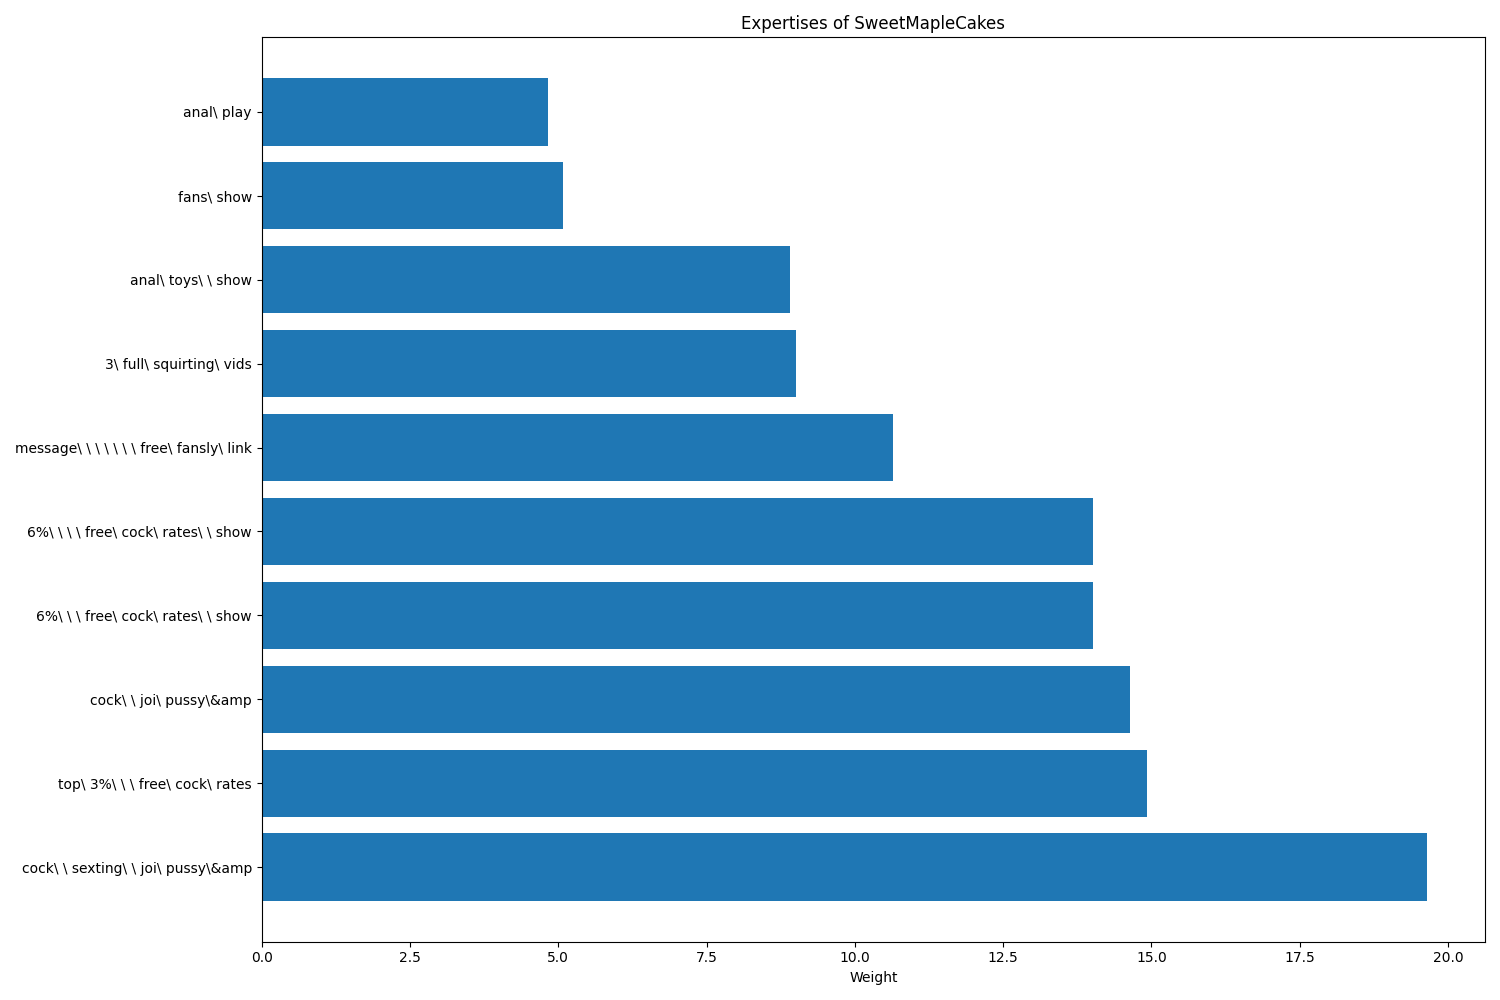 Expertises of SweetMapleCakes
anal\ play
fans\ show
anal\ toys\ \ show
3\ full\ squirting\ vids
message\ \ \ \ \ \ \ free\ fansly\ link
6%\ \ \ \ free\ cock\ rates\ \ show
6%\ \ \ free\ cock\ rates\ \ show
cock\ \ joi\ pussy\&amp
top\ 3%\ \ \ free\ cock\ rates
cock\ \ sexting\ \ joi\ pussy\&amp
0.0 2.5 5.0 7.5 10.0 12.5 15.0 17.5 20.0
Weight